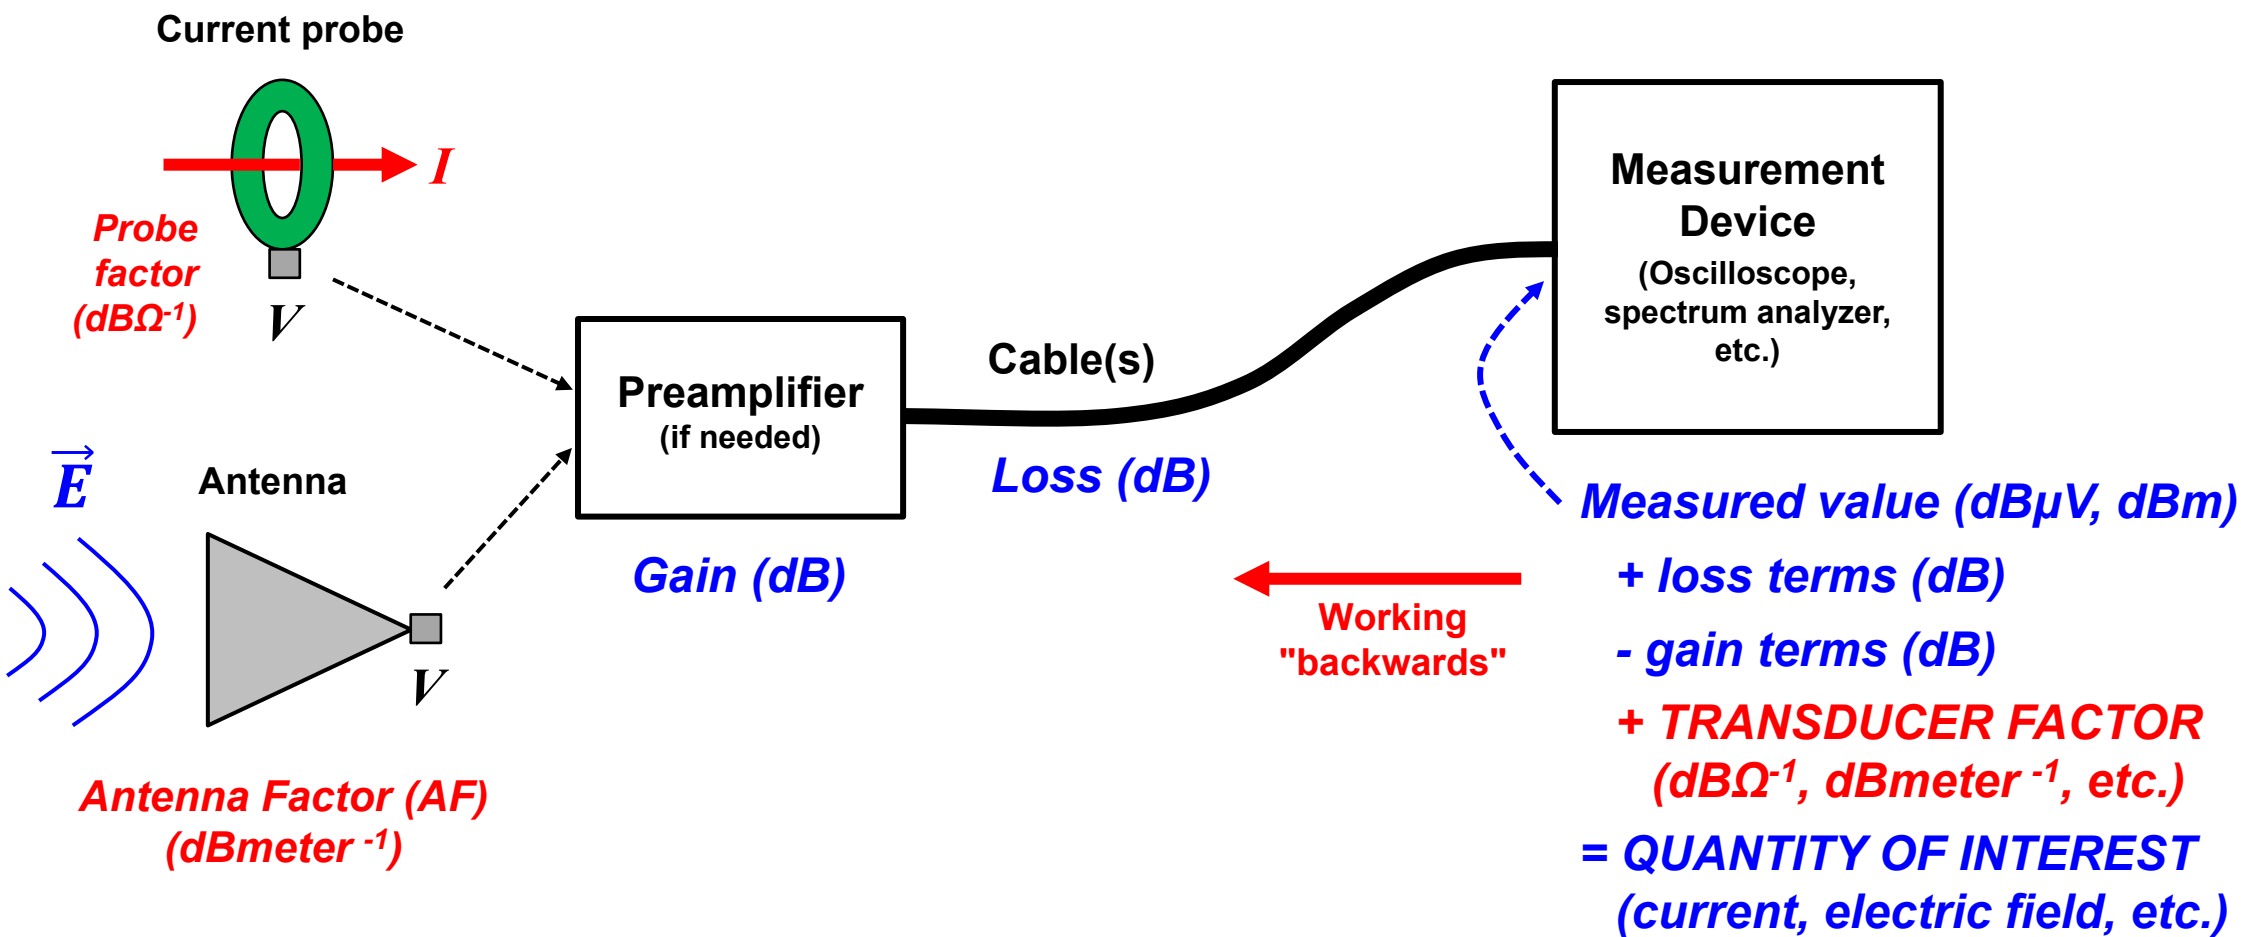 Current probe
I
Probe
factor
(dBΩ⁻¹)
V
Preamplifier
(if needed)
Gain (dB)
Cable(s)
Loss (dB)
Measurement
Device
(Oscilloscope,
spectrum analyzer,
etc.)
E
Antenna
V
Antenna Factor (AF)
(dBmeter ⁻¹)
Working
"backwards"
Measured value (dBµV, dBm)
+ loss terms (dB)
- gain terms (dB)
+ TRANSDUCER FACTOR
(dBΩ⁻¹, dBmeter ⁻¹, etc.)
= QUANTITY OF INTEREST
(current, electric field, etc.)